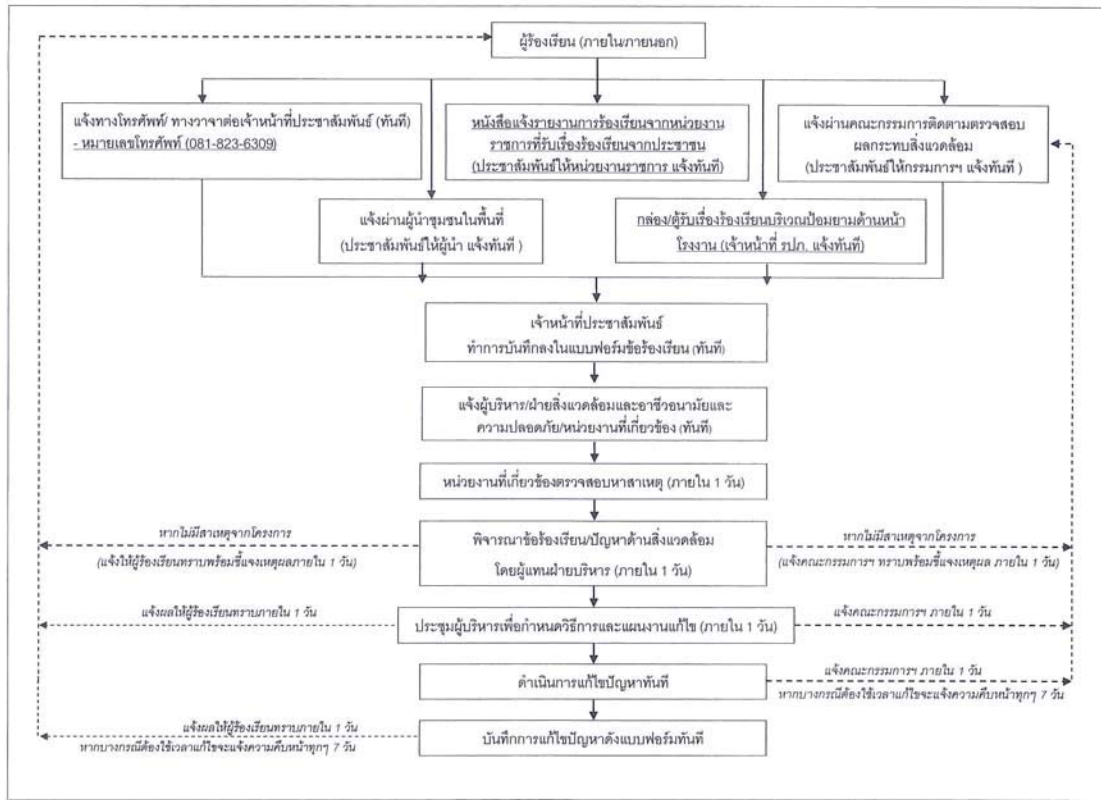 ผู้ร้องเรียน (ภายใน/ภายนอก)
แจ้งทางโทรศัพท์/ ทางวาจาต่อเจ้าหน้าที่ประชาสัมพันธ์ (ทันที)
- หมายเลขโทรศัพท์ (081-823-6309)
หนังสือแจ้งรายงานการร้องเรียนจากหน่วยงาน
ราชการที่รับเรื่องร้องเรียนจากประชาชน
(ประชาสัมพันธ์ให้หน่วยงานราชการ แจ้งทันที)
แจ้งผ่านคณะกรรมการติดตามตรวจสอบ
ผลกระทบสิ่งแวดล้อม
(ประชาสัมพันธ์ให้กรรมการฯ แจ้งทันที )
แจ้งผ่านผู้นำชุมชนในพื้นที่
(ประชาสัมพันธ์ให้ผู้นำ แจ้งทันที )
กล่อง/ตู้รับเรื่องร้องเรียนบริเวณป้อมยามด้านหน้า
โรงงาน (เจ้าหน้าที่ รปภ. แจ้งทันที)
เจ้าหน้าที่ประชาสัมพันธ์
ทำการบันทึกลงในแบบฟอร์มข้อร้องเรียน (ทันที)
แจ้งผู้บริหาร/ฝ่ายสิ่งแวดล้อมและอาชีวอนามัยและ
ความปลอดภัย/หน่วยงานที่เกี่ยวข้อง (ทันที)
หน่วยงานที่เกี่ยวข้องตรวจสอบหาสาเหตุ (ภายใน 1 วัน)
หากไม่มีสาเหตุจากโครงการ
(แจ้งให้ผู้ร้องเรียนทราบพร้อมชี้แจงเหตุผลภายใน 1 วัน)
พิจารณาข้อร้องเรียน/ปัญหาด้านสิ่งแวดล้อม
โดยผู้แทนฝ่ายบริหาร (ภายใน 1 วัน)
หากไม่มีสาเหตุจากโครงการ
(แจ้งคณะกรรมการฯ ทราบพร้อมชี้แจงเหตุผล ภายใน 1 วัน)
แจ้งผลให้ผู้ร้องเรียนทราบภายใน 1 วัน
ประชุมผู้บริหารเพื่อกำหนดวิธีการและแผนงานแก้ไข (ภายใน 1 วัน)
แจ้งคณะกรรมการฯ ภายใน 1 วัน
ดำเนินการแก้ไขปัญหาทันที
แจ้งคณะกรรมการฯ ภายใน 1 วัน
หากบางกรณีต้องใช้เวลาแก้ไขจะแจ้งความคืบหน้าทุกๆ 7 วัน
แจ้งผลให้ผู้ร้องเรียนทราบภายใน 1 วัน
หากบางกรณีต้องใช้เวลาแก้ไขจะแจ้งความคืบหน้าทุกๆ 7 วัน
บันทึกการแก้ไขปัญหาดังแบบฟอร์มทันที